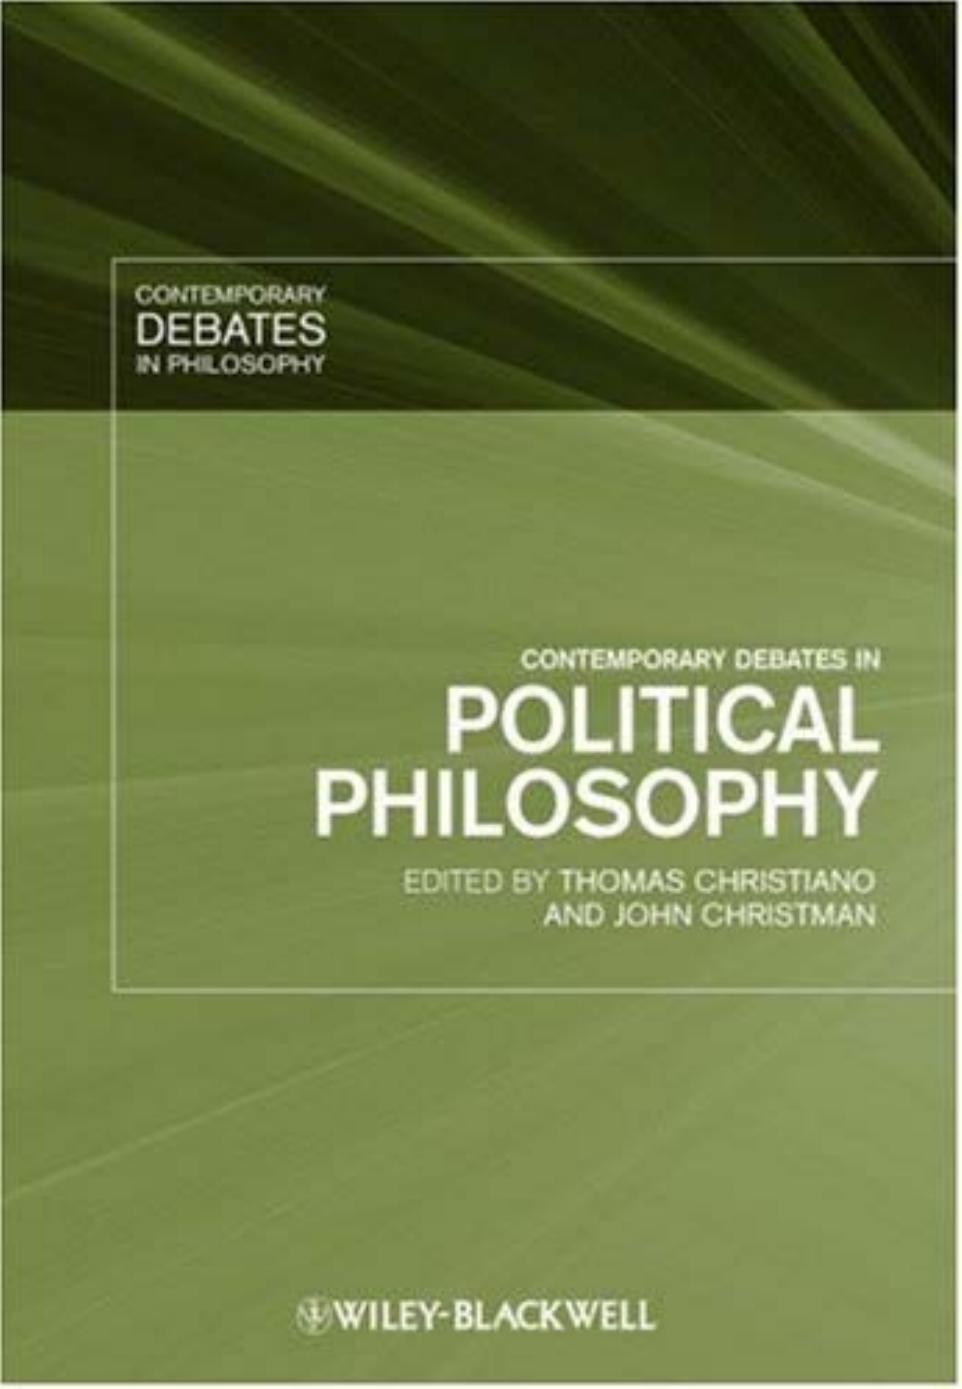 CONTEMPORARY
DEBATES
IN PHILOSOPHY
CONTEMPORARY DEBATES IN
POLITICAL
PHILOSOPHY
EDITED BY THOMAS CHRISTIANO
AND JOHN CHRISTMAN
WILEY-BLACKWELL